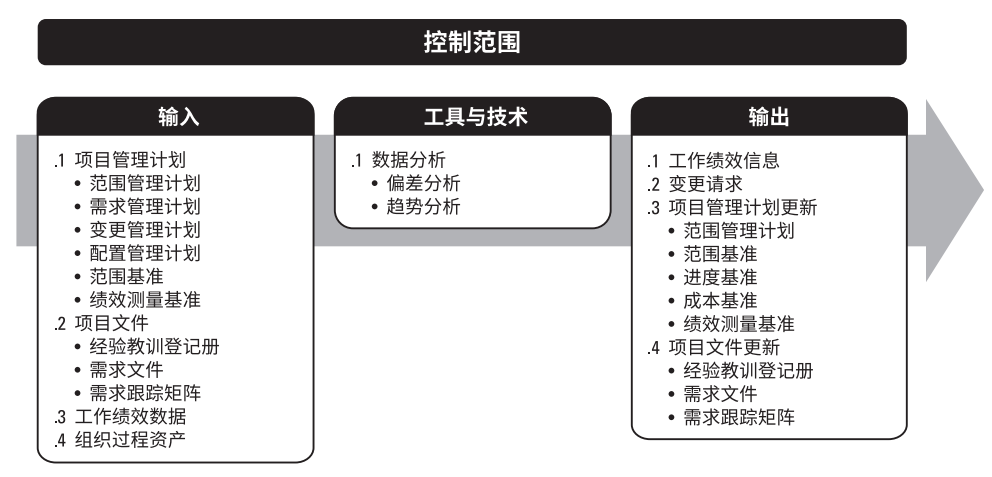 控制范围
输入
.1 项目管理计划
• 范围管理计划
• 需求管理计划
• 变更管理计划
• 配置管理计划
• 范围基准
• 绩效测量基准
.2 项目文件
• 经验教训登记册
• 需求文件
• 需求跟踪矩阵
.3 工作绩效数据
.4 组织过程资产
工具与技术
.1 数据分析
• 偏差分析
• 趋势分析
输出
.1 工作绩效信息
.2 变更请求
.3 项目管理计划更新
• 范围管理计划
• 范围基准
• 进度基准
• 成本基准
• 绩效测量基准
.4 项目文件更新
• 经验教训登记册
• 需求文件
• 需求跟踪矩阵